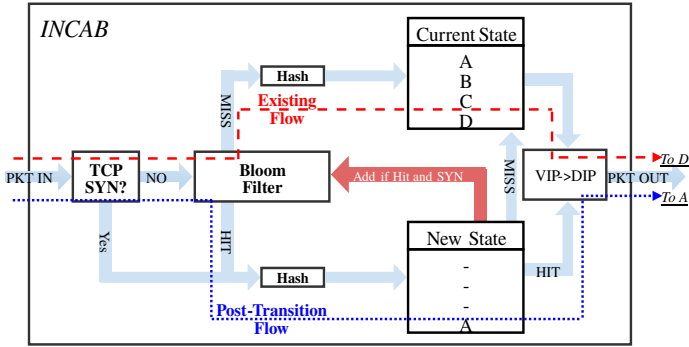 INCAB
Current State
A
B
C
D
Hash
MISS
Existing
Flow
PKT IN
TCP
SYN?
NO
Bloom
Filter
Add if Hit and SYN
MISS
VIP->DIP
PKT OUT
To D
To A
Yes
HIT
Hash
New State
-
-
-
A
HIT
Post-Transition
Flow